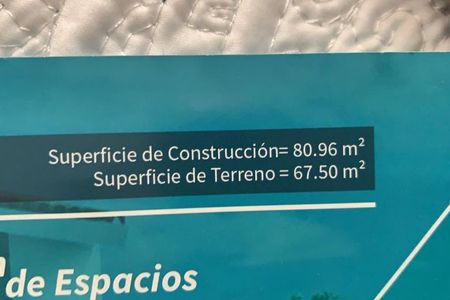 Superficie de Construcción= 80.96 m²
Superficie de Terreno = 67.50 m²
de Espacios